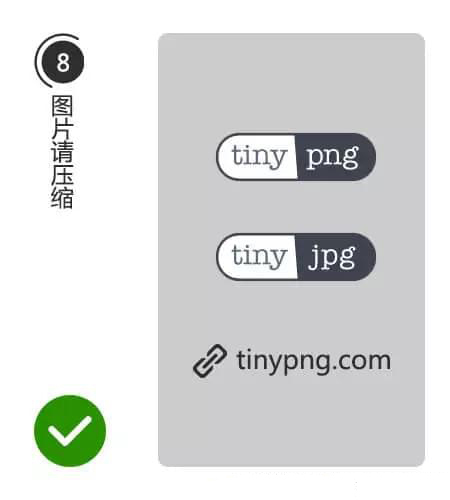 8
图片请压缩
tiny png
tiny jpg
tinypng.com